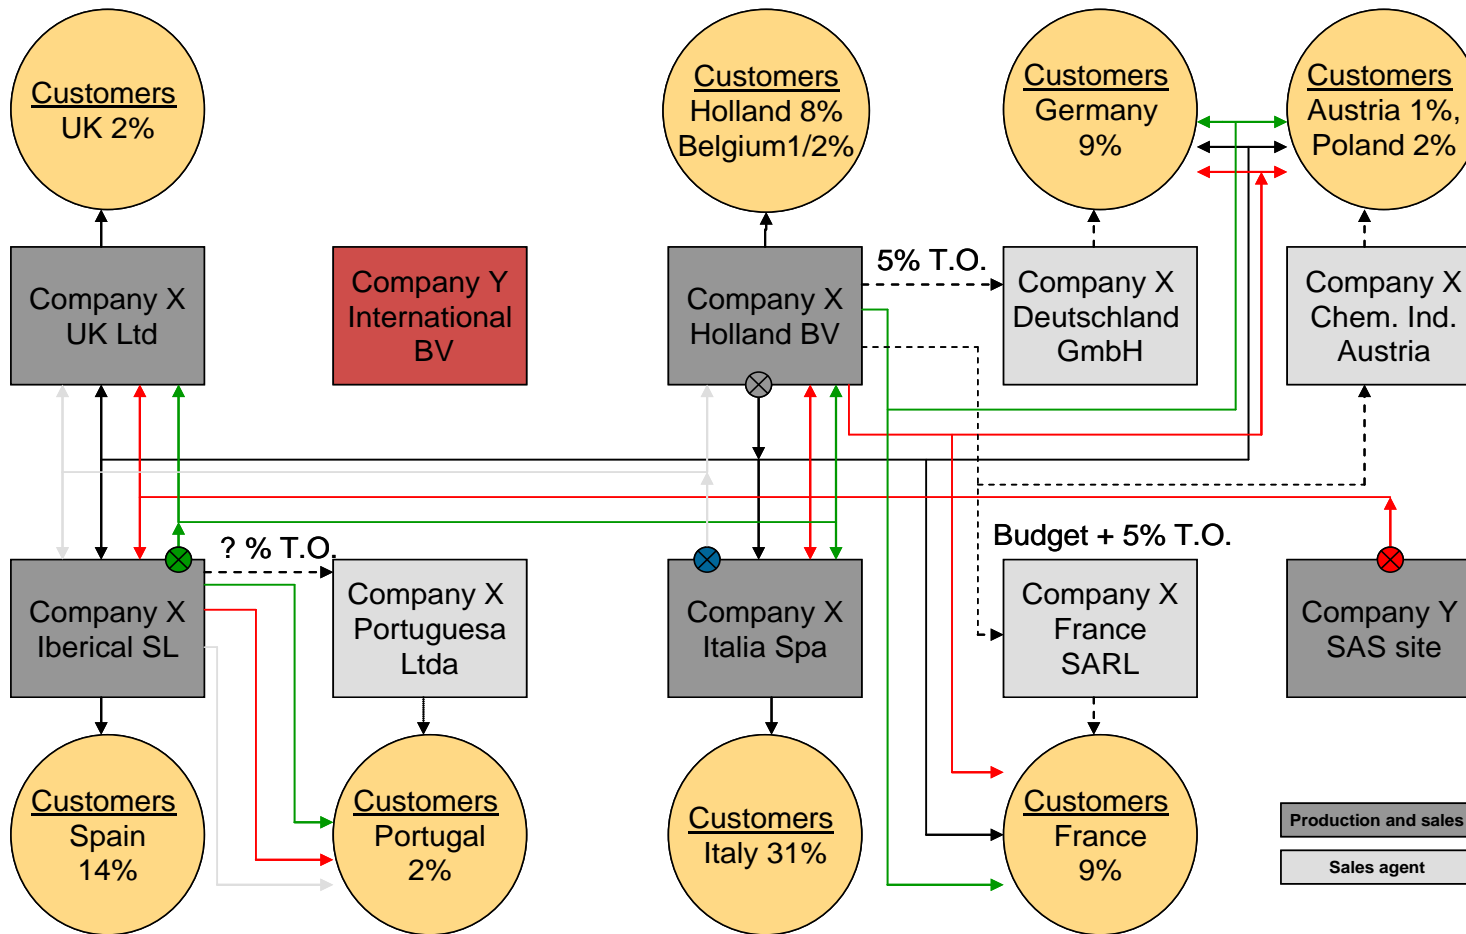 Customers
UK 2%
Customers
Holland 8%
Belgium1/2%
Customers
Germany
9%
Customers
Austria 1%,
Poland 2%
Company X
UK Ltd
Company Y
International
BV
Company X
Holland BV
5% T.O.
Company X
Deutschland
GmbH
Company X
Chem. Ind.
Austria
? % T.O.
Budget + 5% T.O.
Company X
Iberical SL
Company X
Portuguesa
Ltda
Company X
Italia Spa
Company X
France
SARL
Company Y
SAS site
Customers
Spain
14%
Customers
Portugal
2%
Customers
Italy 31%
Customers
France
9%
Production and sales
Sales agent